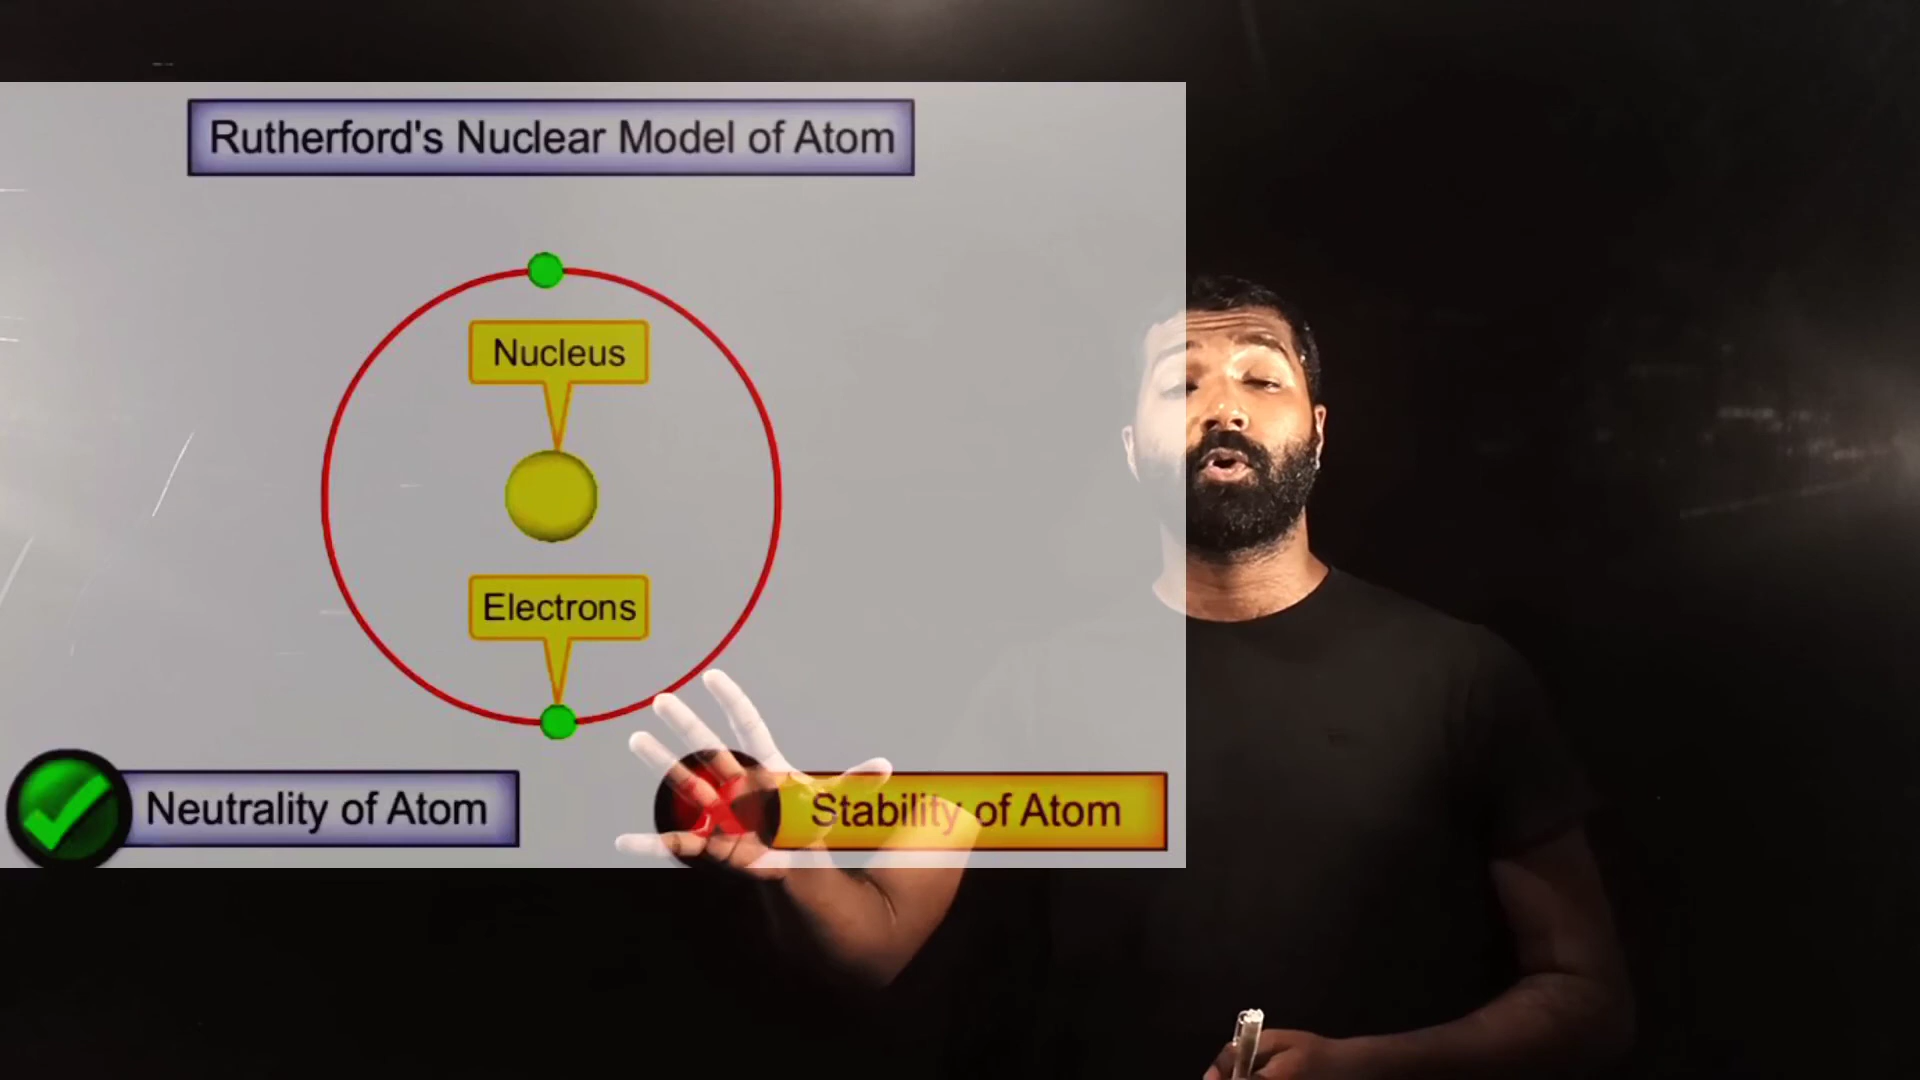 Rutherford's Nuclear Model of Atom
Nucleus
Electrons
Neutrality of Atom
Stability of Atom